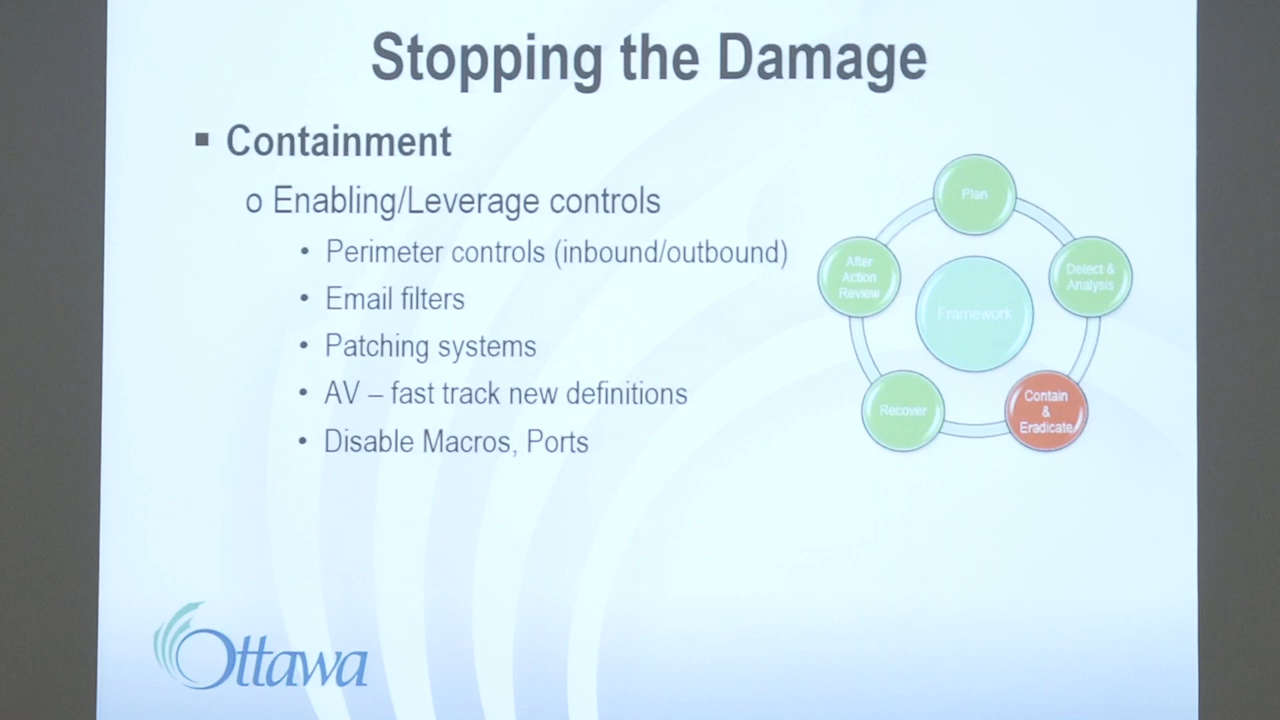 Stopping the Damage
▪ Containment
o Enabling/Leverage controls
• Perimeter controls (inbound/outbound)
• Email filters
• Patching systems
• AV – fast track new definitions
• Disable Macros, Ports
Plan
Detect &
Analysis
Contain
&
Eradicate
Recover
After
Action
Review
Framework
Ottawa